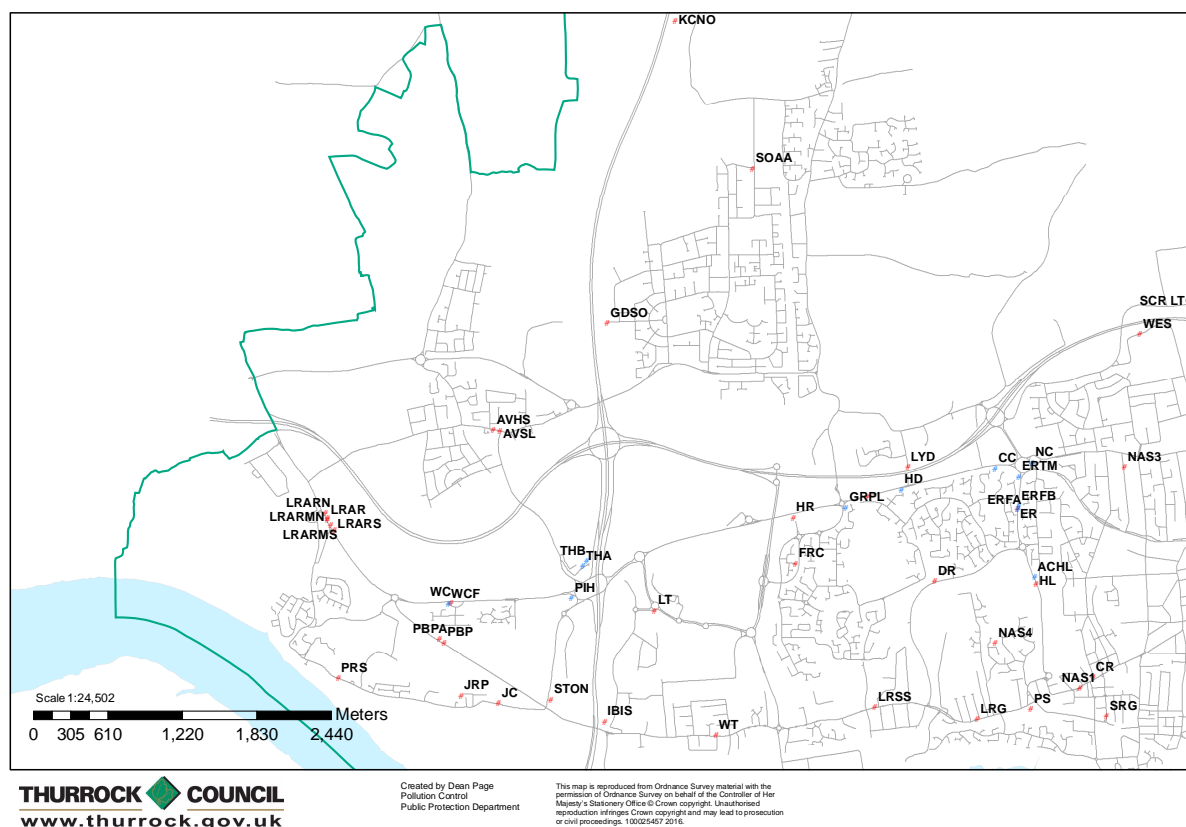 KCNO
SOAA
GDSO
SCR LT
WES
AVHS
AVSL
LYD
CC
NC
ERTM
NAS3
HD
GRPL
HR
ERFA
ERFB
ER
LRARN
LRAR
LRARMN
LRARS
LRARMS
THB
THA
FRC
DR
ACHL
HL
PIH
WC
WCF
LT
PBPA
PBP
NAS4
PRS
JRP
JC
STON
IBIS
WT
LRSS
LRG
PS
NAS1
CR
SRG
Scale 1:24,502
Meters
0 305 610 1,220 1,830 2,440
THURROCK COUNCIL
www.thurrock.gov.uk
Created by Dean Page
Pollution Control
Public Protection Department
This map is reproduced from Ordnance Survey material with the
permission of Ordnance Survey on behalf of the Controller of Her
Majesty's Stationery Office © Crown copyright. Unauthorised
reproduction infringes Crown copyright and may lead to prosecution
or civil proceedings. 100025457 2016.